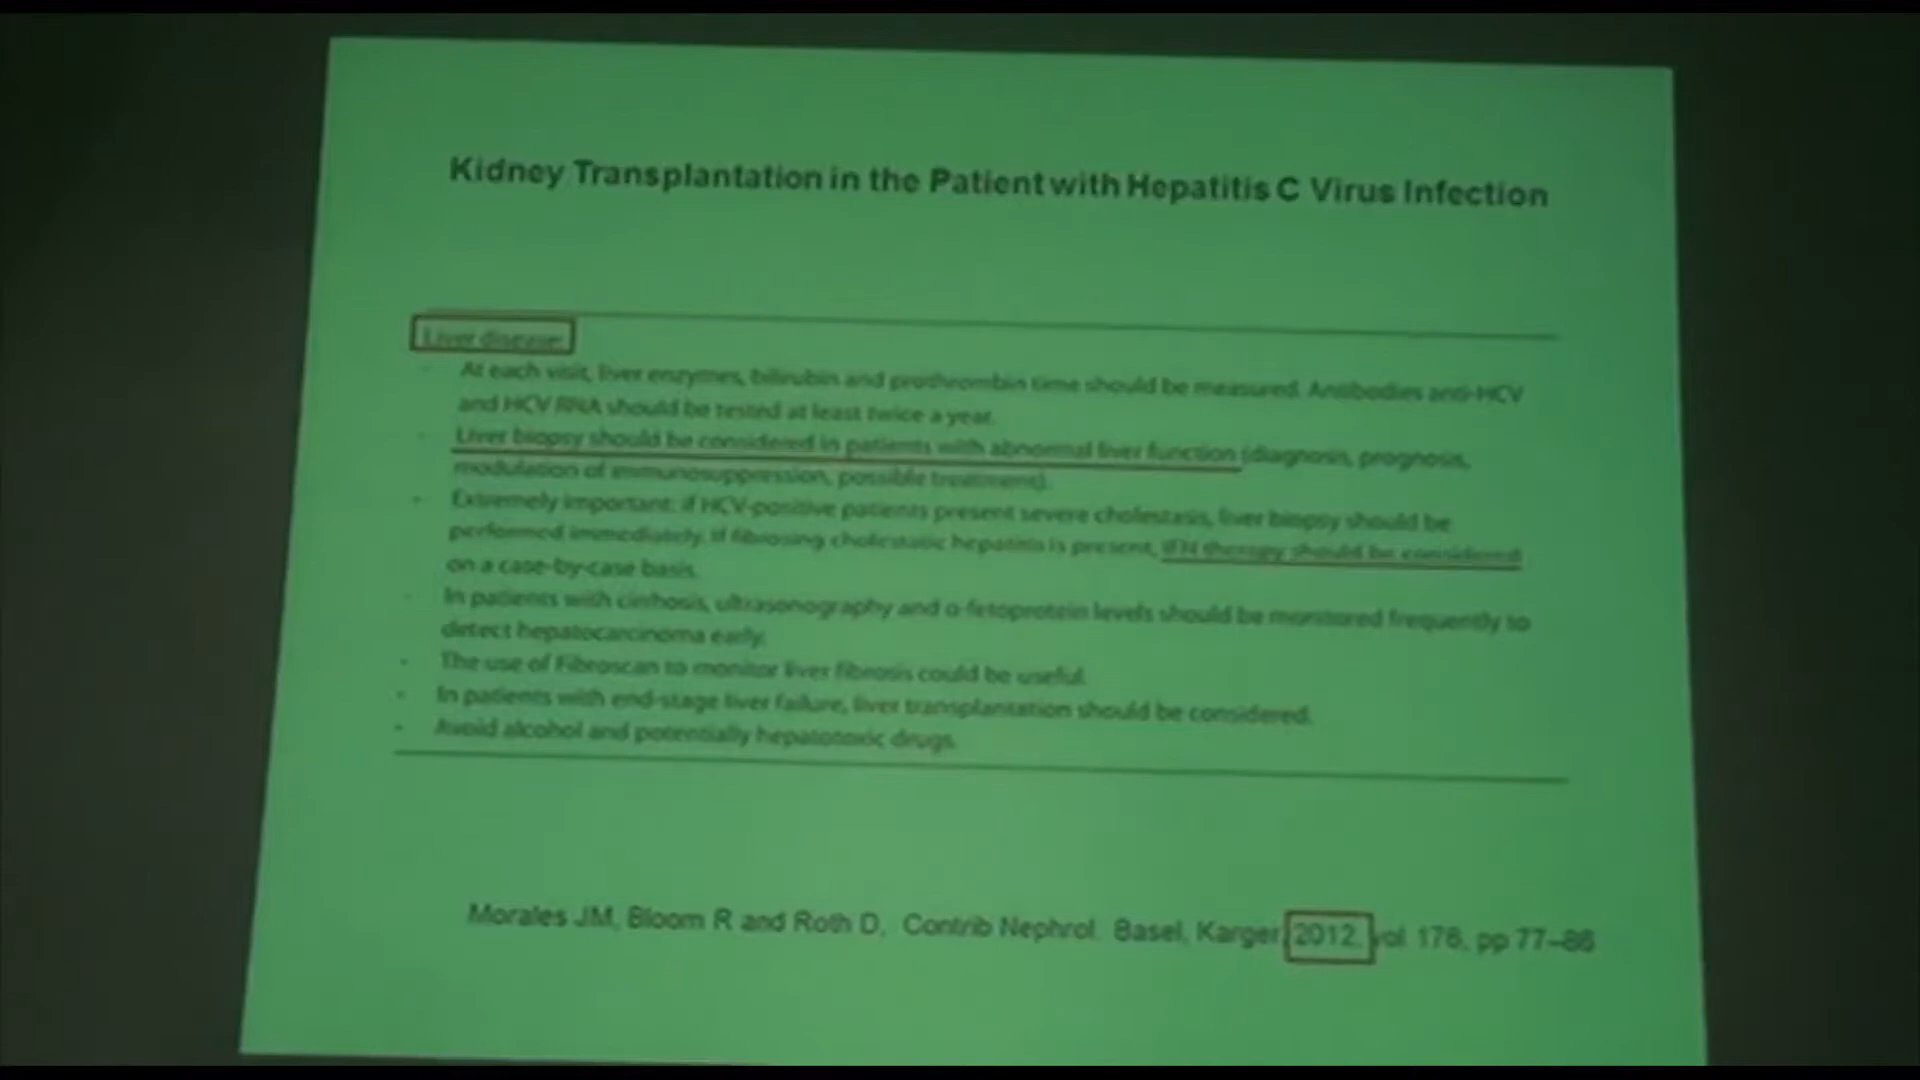 Kidney Transplantation in the Patient with Hepatitis C Virus Infection
Liver disease
- At each visit, liver enzymes, bilirubin and prothrombin time should be measured. Antibodies anti-HCV
and HCV RNA should be tested at least twice a year.
- Liver biopsy should be considered in patients with abnormal liver function (diagnosis, prognosis,
modulation of immunosuppression, possible treatment).
- Extremely important: if HCV-positive patients present severe cholestasis, liver biopsy should be
performed immediately. If fibrosing cholestatic hepatitis is present, IFN therapy should be considered
on a case-by-case basis.
- In patients with cirrhosis, ultrasonography and α-fetoprotein levels should be monitored frequently to
detect hepatocarcinoma early.
- The use of Fibroscan to monitor liver fibrosis could be useful.
- In patients with end-stage liver failure, liver transplantation should be considered.
- Avoid alcohol and potentially hepatotoxic drugs.
Morales JM, Bloom R and Roth D. Contrib Nephrol. Basel, Karger, 2012, vol 176, pp 77–86